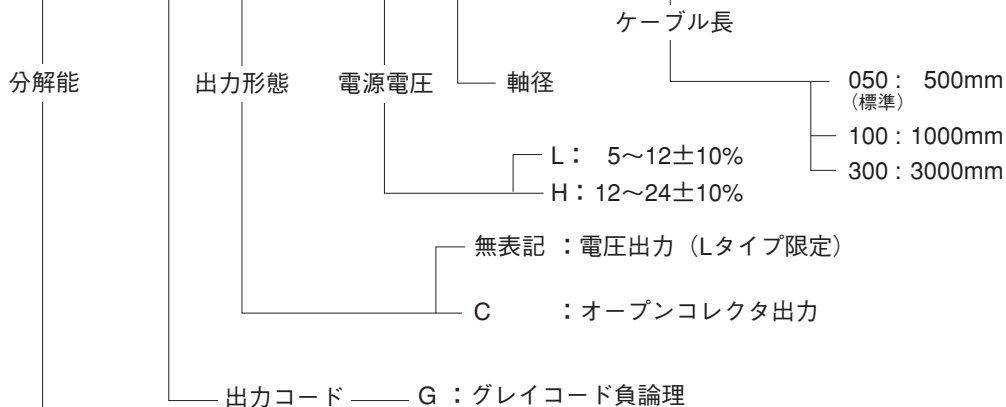 ケーブル長
分解能 出力形態 電源電圧 軸径
050 : 500mm
（標準）
100 : 1000mm
300 : 3000mm
L： 5〜12±10%
H：12〜24±10%
無表記 ：電圧出力（Lタイプ限定）
C ：オープンコレクタ出力
出力コード G ：グレイコード負論理